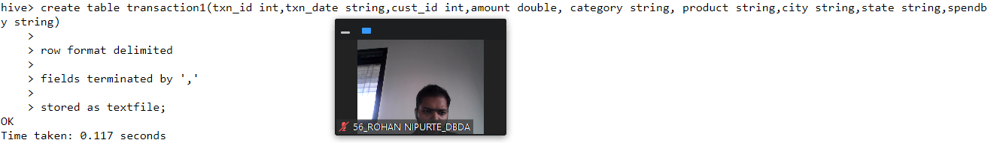 hive> create table transaction1(txn_id int,txn_date string,cust_id int,amount double, category string, product string,city string,state string,spendb
y string)
>
> row format delimited
>
> fields terminated by ','
>
> stored as textfile;
OK
Time taken: 0.117 seconds
56_ROHAN NIPURTE_DBDA